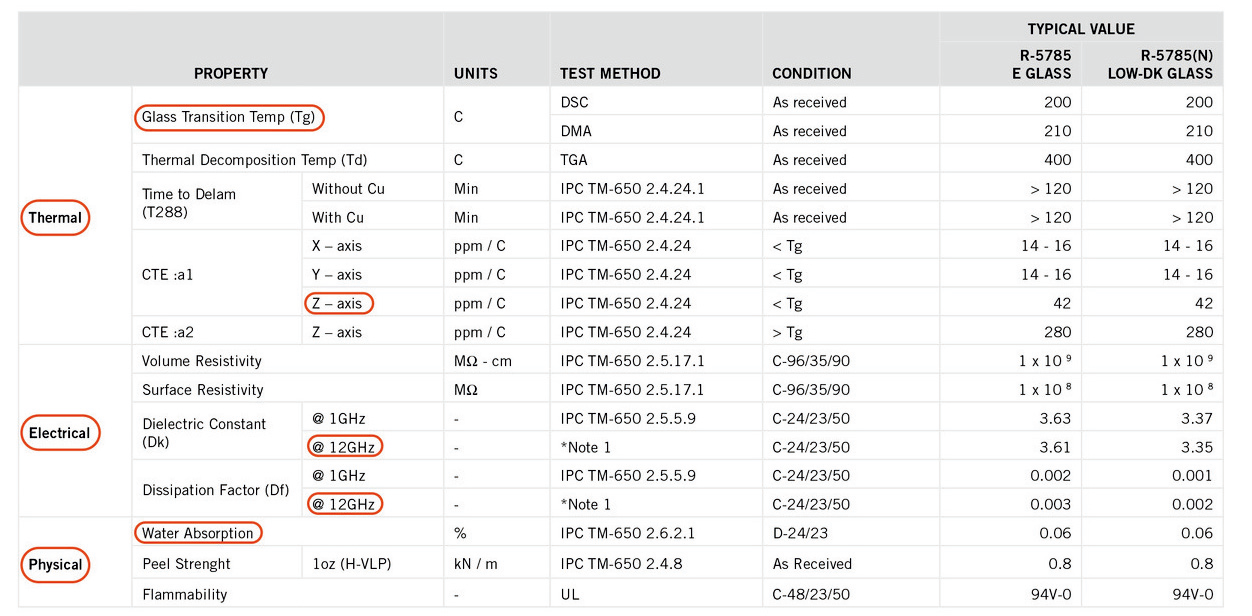 TYPICAL VALUE
PROPERTY UNITS TEST METHOD CONDITION R-5785 E GLASS R-5785(N) LOW-DK GLASS
Thermal
Glass Transition Temp (Tg) C DSC As received 200 200
DMA As received 210 210
Thermal Decomposition Temp (Td) C TGA As received 400 400
Time to Delam (T288) Without Cu Min IPC TM-650 2.4.24.1 As received > 120 > 120
With Cu Min IPC TM-650 2.4.24.1 As received > 120 > 120
CTE :a1 X – axis ppm / C IPC TM-650 2.4.24 < Tg 14 - 16 14 - 16
Y – axis ppm / C IPC TM-650 2.4.24 < Tg 14 - 16 14 - 16
Z – axis ppm / C IPC TM-650 2.4.24 < Tg 42 42
CTE :a2 Z – axis ppm / C IPC TM-650 2.4.24 > Tg 280 280
Electrical
Volume Resistivity MΩ - cm IPC TM-650 2.5.17.1 C-96/35/90 1 x 10 ⁹ 1 x 10 ⁹
Surface Resistivity MΩ IPC TM-650 2.5.17.1 C-96/35/90 1 x 10 ⁸ 1 x 10 ⁸
Dielectric Constant (Dk) @ 1GHz - IPC TM-650 2.5.5.9 C-24/23/50 3.63 3.37
@ 12GHz - *Note 1 C-24/23/50 3.61 3.35
Dissipation Factor (Df) @ 1GHz - IPC TM-650 2.5.5.9 C-24/23/50 0.002 0.001
@ 12GHz - *Note 1 C-24/23/50 0.003 0.002
Physical
Water Absorption % IPC TM-650 2.6.2.1 D-24/23 0.06 0.06
Peel Strenght 1oz (H-VLP) kN / m IPC TM-650 2.4.8 As Received 0.8 0.8
Flammability - UL C-48/23/50 94V-0 94V-0